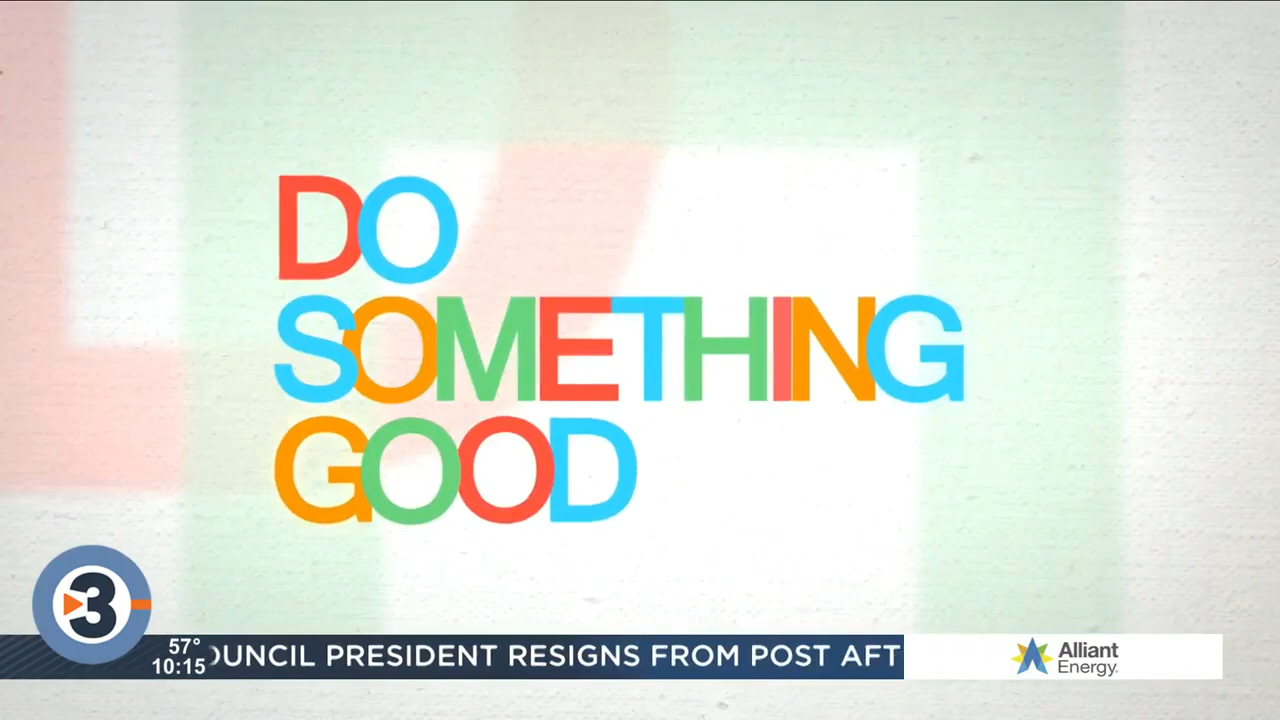 DO
SOMETHING
GOOD
3
57°
10:15
OUNCIL PRESIDENT RESIGNS FROM POST AFT
Alliant
Energy.